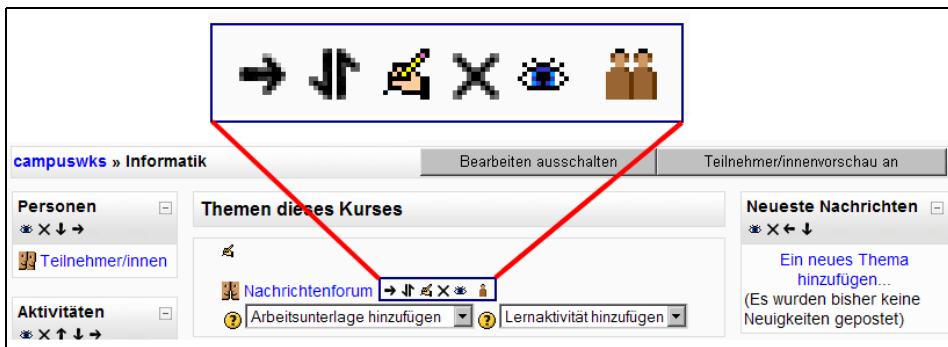 campuswks » Informatik
Bearbeiten ausschalten
Teilnehmer/innenvorschau an
Personen
Teilnehmer/innen
Aktivitäten
Themen dieses Kurses
Nachrichtenforum
Arbeitsunterlage hinzufügen
Lernaktivität hinzufügen
Neueste Nachrichten
Ein neues Thema
hinzufügen...
(Es wurden bisher keine
Neuigkeiten gepostet)